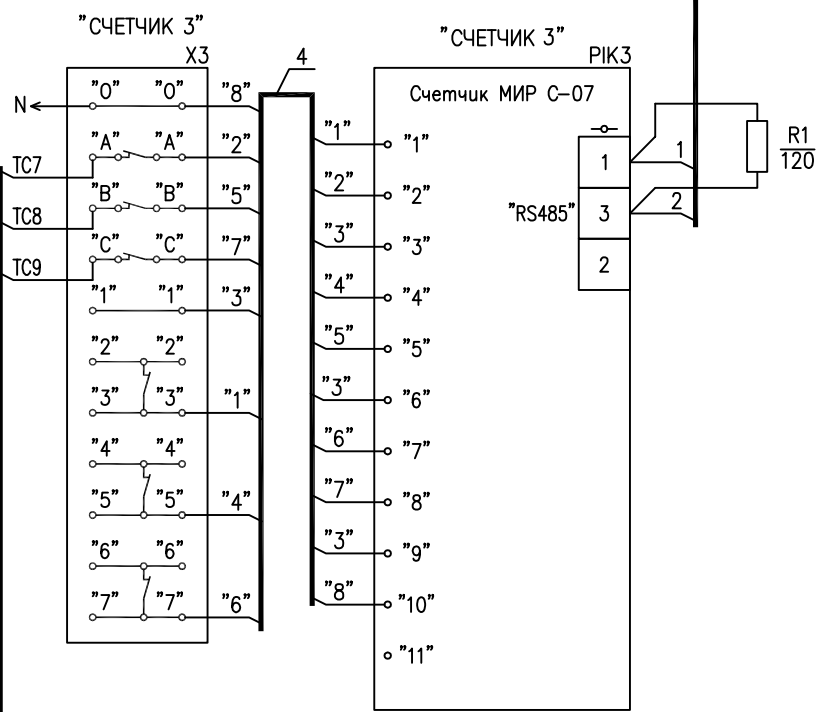 "СЧЕТЧИК 3"
X3
4
"СЧЕТЧИК 3"
PIK3
N
"0" "0" "8"
Счетчик МИР С-07
"1" "1"
R1
120
TC7 "A" "A" "2"
1 1
"2" "2"
TC8 "B" "B" "5"
"RS485" 3 2
"3" "3"
TC9 "C" "C" "7"
2
"4" "4"
"1" "1" "3"
"5" "5"
"2" "2"
"3" "6"
"3" "3" "1"
"6" "7"
"4" "4"
"7" "8"
"5" "5" "4"
"3" "9"
"6" "6"
"8" "10"
"7" "7" "6"
"11"